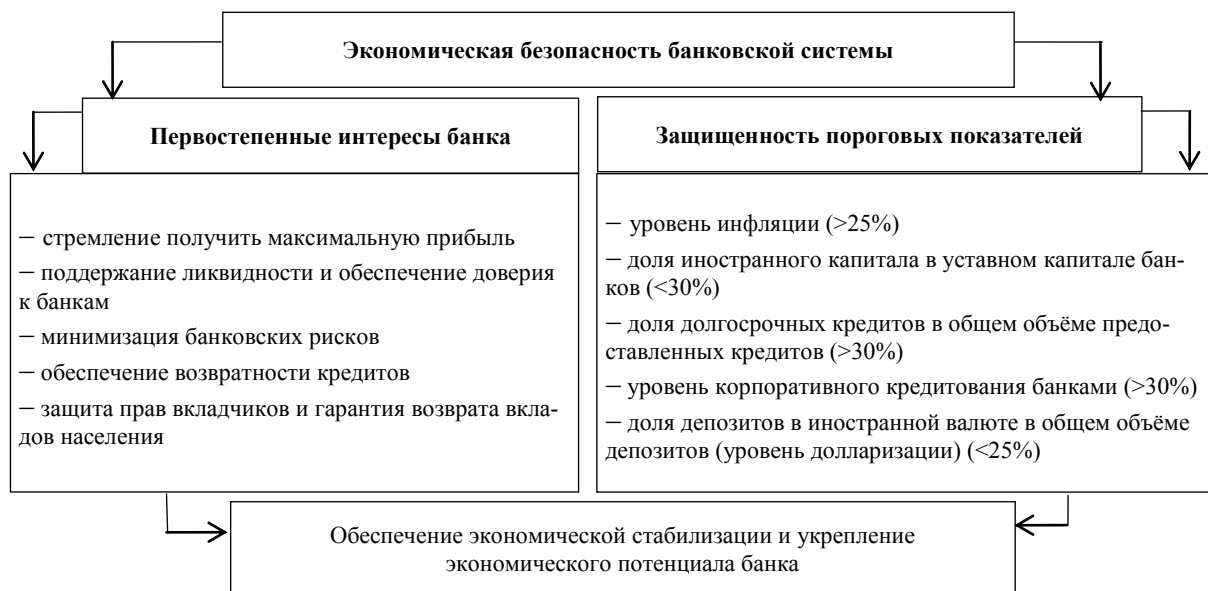 Экономическая безопасность банковской системы
Первостепенные интересы банка
– стремление получить максимальную прибыль
– поддержание ликвидности и обеспечение доверия
к банкам
– минимизация банковских рисков
– обеспечение возвратности кредитов
– защита прав вкладчиков и гарантия возврата вкла-
дов населения
Защищенность пороговых показателей
– уровень инфляции (>25%)
– доля иностранного капитала в уставном капитале бан-
ков (<30%)
– доля долгосрочных кредитов в общем объёме предо-
ставленных кредитов (>30%)
– уровень корпоративного кредитования банками (>30%)
– доля депозитов в иностранной валюте в общем объёме
депозитов (уровень долларизации) (<25%)
Обеспечение экономической стабилизации и укрепление
экономического потенциала банка